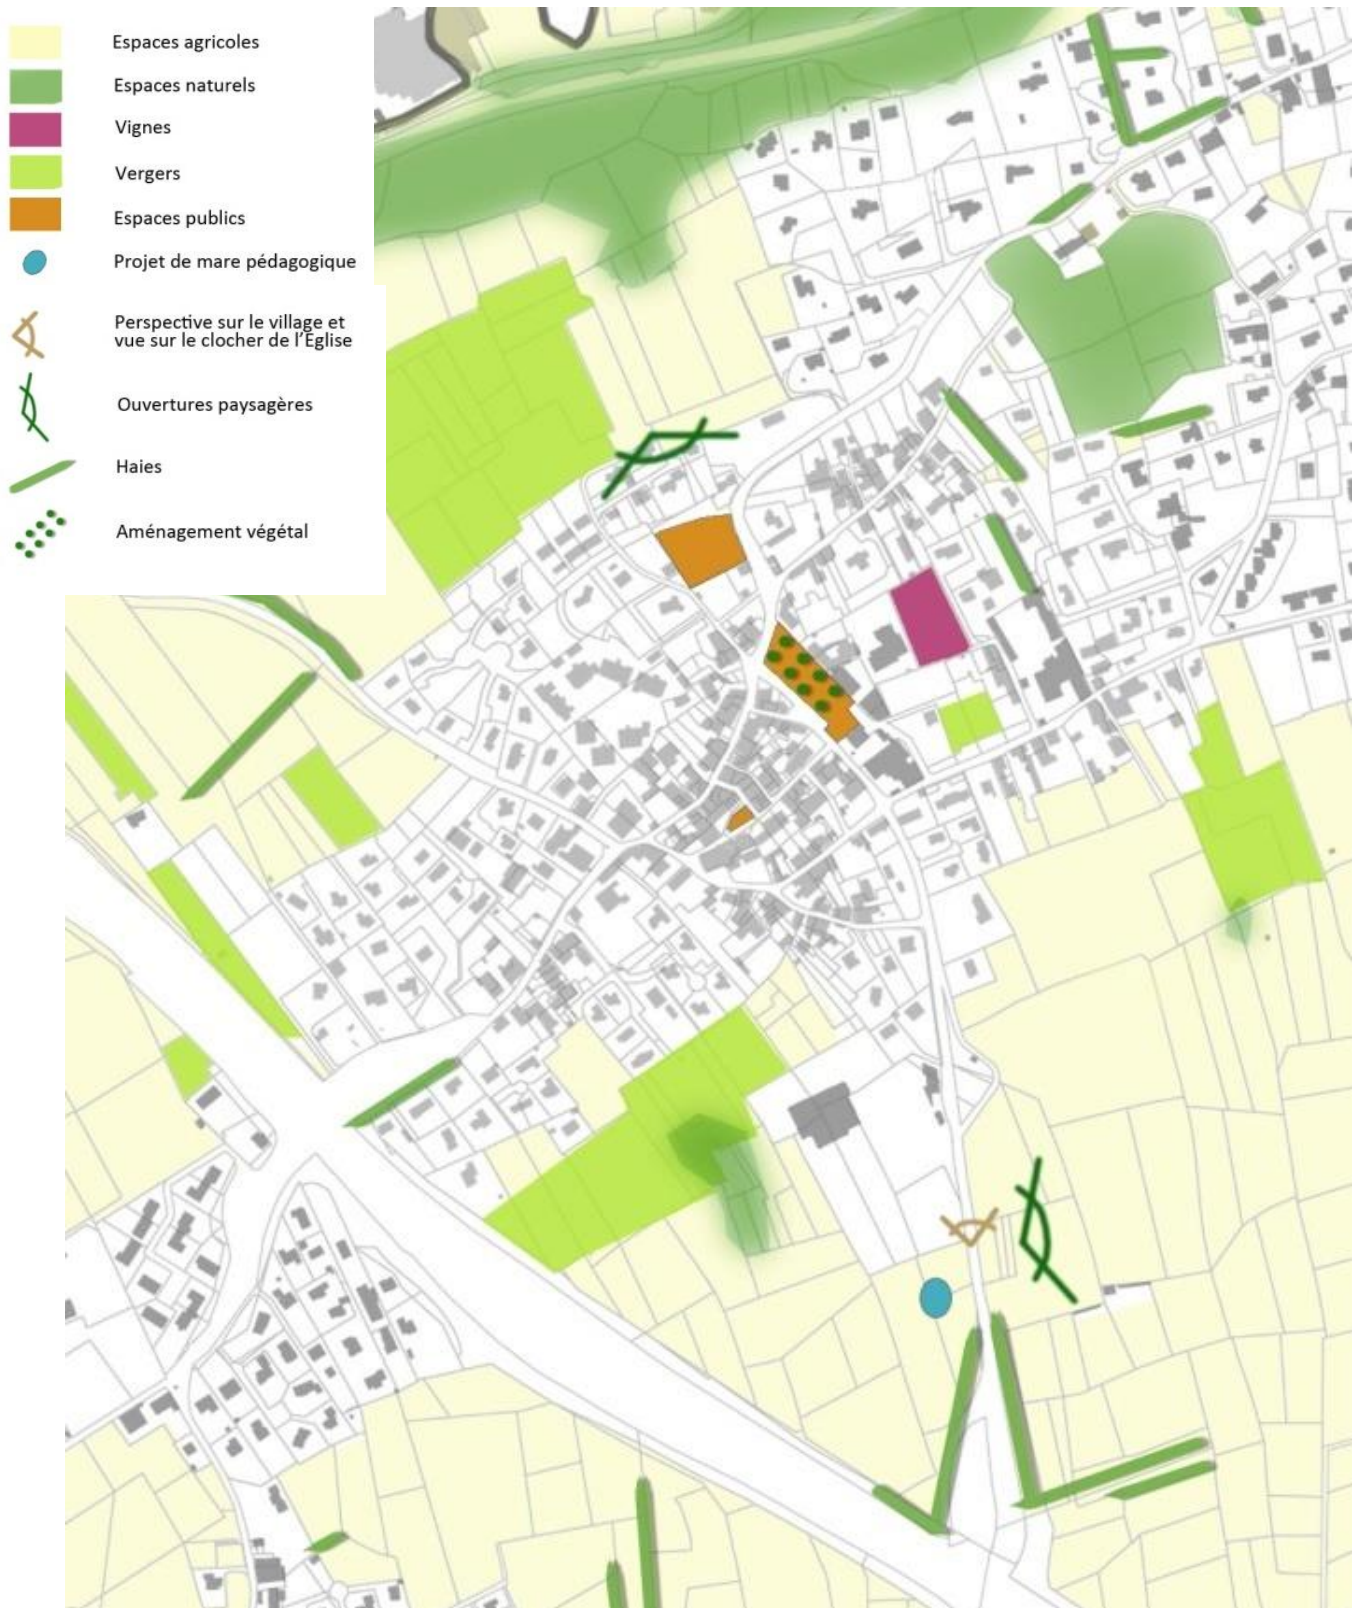 Espaces agricoles
Espaces naturels
Vignes
Vergers
Espaces publics
Projet de mare pédagogique
Perspective sur le village et
vue sur le clocher de l'Eglise
Ouvertures paysagères
Haies
Aménagement végétal